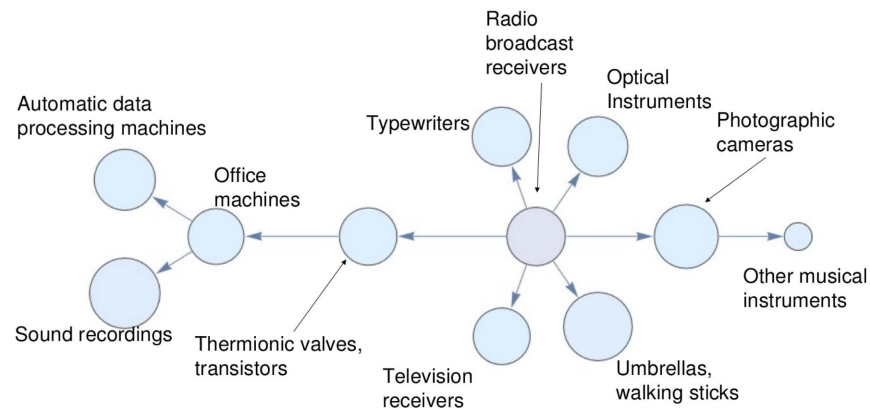 Radio
broadcast
receivers
Optical
Instruments
Automatic data
processing machines
Typewriters
Photographic
cameras
Office
machines
Other musical
instruments
Sound recordings
Thermionic valves,
transistors
Television
receivers
Umbrellas,
walking sticks